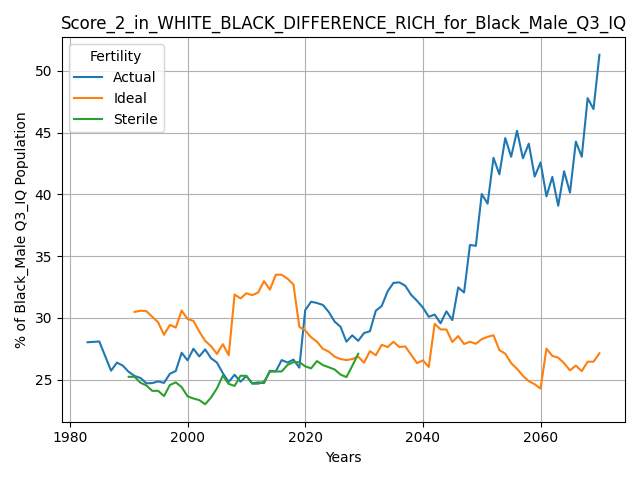 Score_2_in_WHITE_BLACK_DIFFERENCE_RICH_for_Black_Male_Q3_IQ
Fertility
Actual
Ideal
Sterile
% of Black_Male Q3_IQ Population
50
45
40
35
30
25
1980
2000
2020
2040
2060
Years